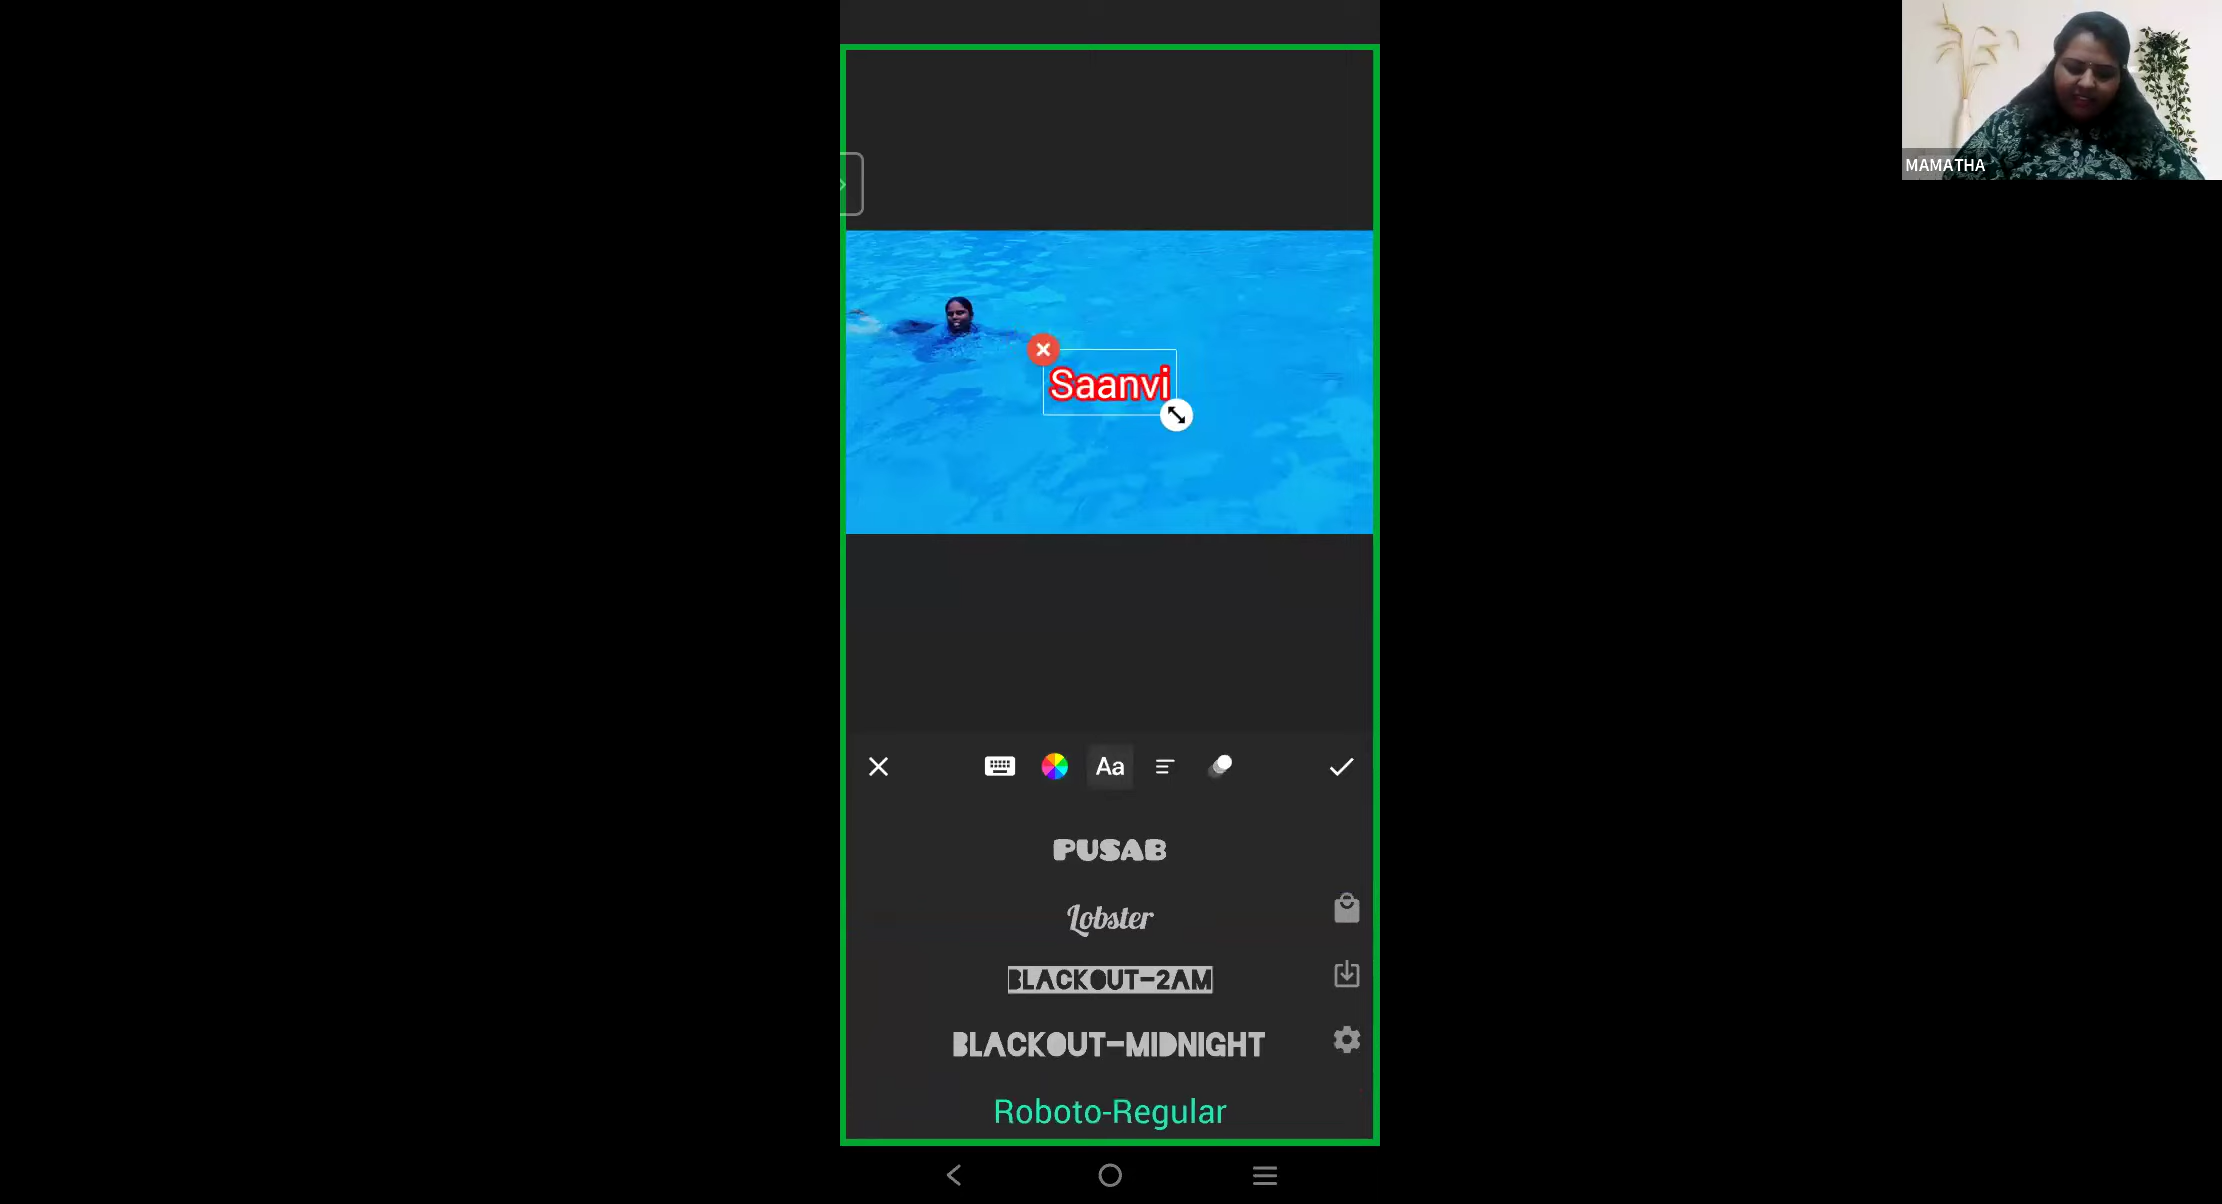 MAMATHA
Saanvi
Aa
PUSAB
Lobster
BLACKOUT-2AM
BLACKOUT-MIDNIGHT
Roboto-Regular